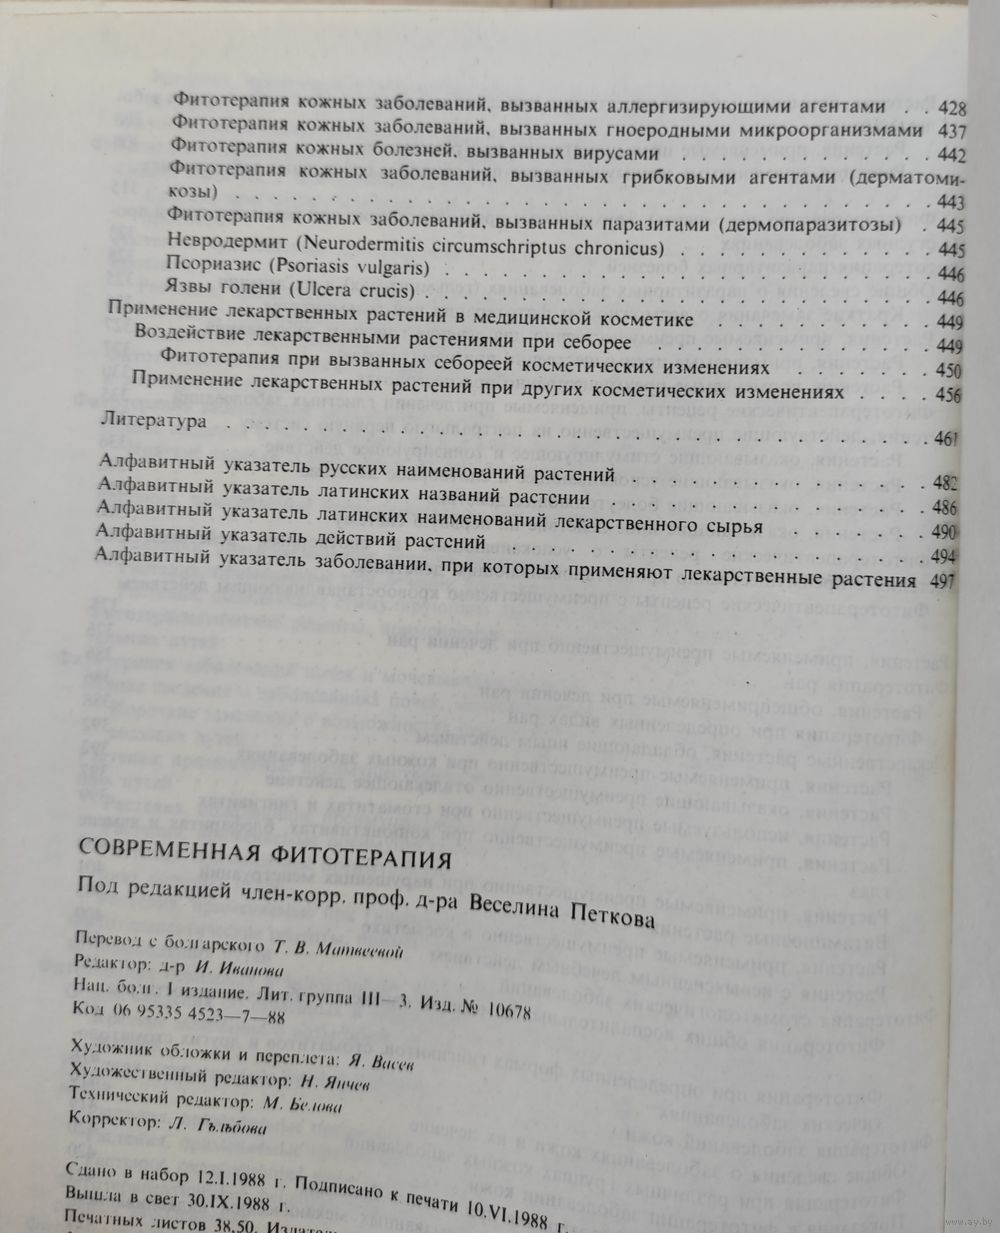 Фитотерапия кожных заболеваний, вызванных аллергизирующими агентами . . 428
Фитотерапия кожных заболеваний, вызванных гноеродными микроорганизмами 437
Фитотерапия кожных болезней, вызванных вирусами . . . . . . . . . . . 442
Фитотерапия кожных заболеваний, вызванных грибковыми агентами (дерматоми-
козы) . . . . . . . . . . . . . . . . . . . . . . . . . . . . . 443
Фитотерапия кожных заболеваний, вызванных паразитами (дермопаразитозы) . 445
Невродермит (Neurodermitis circumschriptus chronicus) . . . . . . . . . . . 445
Псориазис (Psoriasis vulgaris) . . . . . . . . . . . . . . . . . . . . . 446
Язвы голени (Ulcera crucis) . . . . . . . . . . . . . . . . . . . . . . 446
Применение лекарственных растений в медицинской косметике . . . . . . . . . 449
Воздействие лекарственными растениями при себорее . . . . . . . . . . . . 449
Фитотерапия при вызванных себореей косметических изменениях . . . . . . 450
Применение лекарственных растений при других косметических изменениях . . . . 456
Литература . . . . . . . . . . . . . . . . . . . . . . . . . . . . . . 461
Алфавитный указатель русских наименований растений . . . . . . . . . . . . 482
Алфавитный указатель латинских названий растении . . . . . . . . . . . . . 486
Алфавитный указатель латинских наименований лекарственного сырья . . . . . . 490
Алфавитный указатель действий растений . . . . . . . . . . . . . . . . . 494
Алфавитный указатель заболевании, при которых применяют лекарственные растения 497
СОВРЕМЕННАЯ ФИТОТЕРАПИЯ
Под редакцией член-корр. проф. д-ра Веселина Петкова
Перевод с болгарского Т. В. Матвеевой
Редактор: д-р И. Иванова
Нац. болг. I издание. Лит. группа III—3. Изд. № 10678
Код 06 95335 4523—7—88
Художник обложки и переплета: Я. Васев
Художественный редактор: Н. Янчев
Технический редактор: М. Белова
Корректор: Л. Гълъбова
Сдано в набор 12.I.1988 г. Подписано к печати 10.VI.1988 г.
Вышла в свет 30.IX.1988 г.
Печатных листов 38,50.
www.ay.by